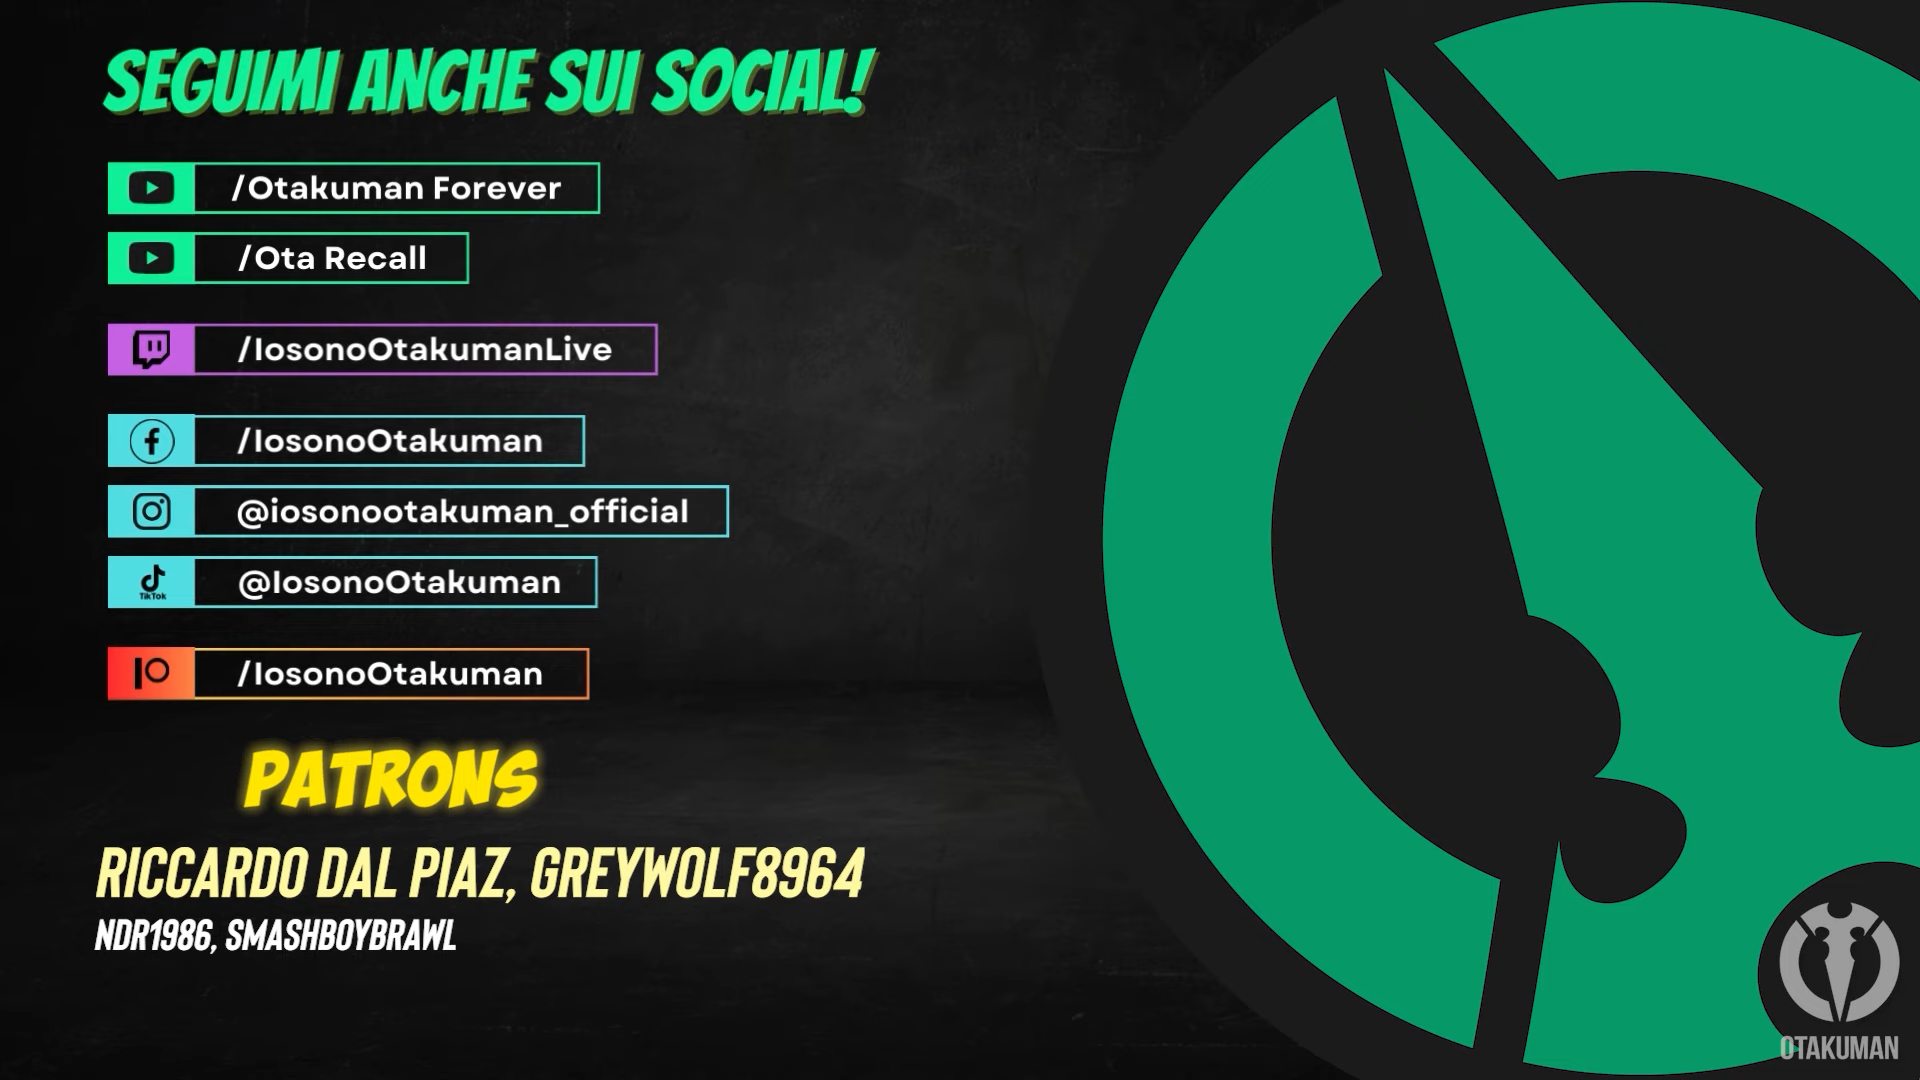 SEGUIMI ANCHE SUI SOCIAL!
/Otakuman Forever
/Ota Recall
/IosonoOtakumanLive
/IosonoOtakuman
@iosonootakuman_official
TikTok
@IosonoOtakuman
/IosonoOtakuman
PATRONS
RICCARDO DAL PIAZ, GREYWOLF8964
NDR1986, SMASHBOYBRAWL
OTAKUMAN